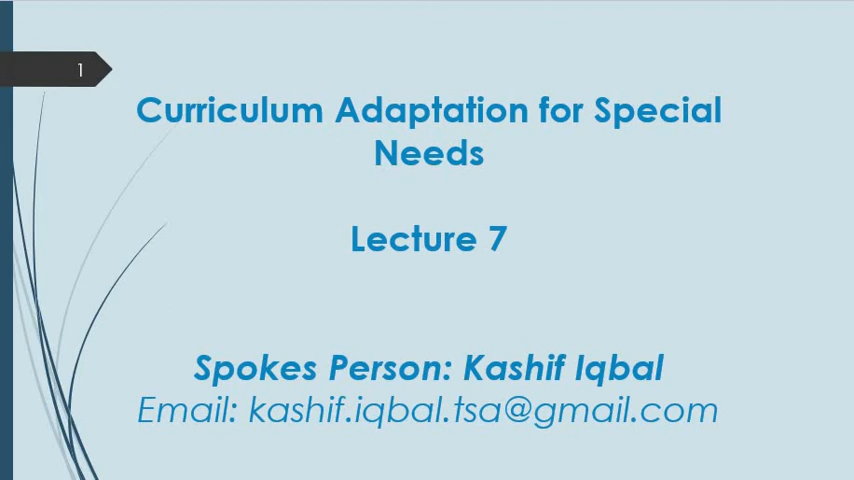 1
Curriculum Adaptation for Special
Needs
Lecture 7
Spokes Person: Kashif Iqbal
Email: kashif.iqbal.tsa@gmail.com